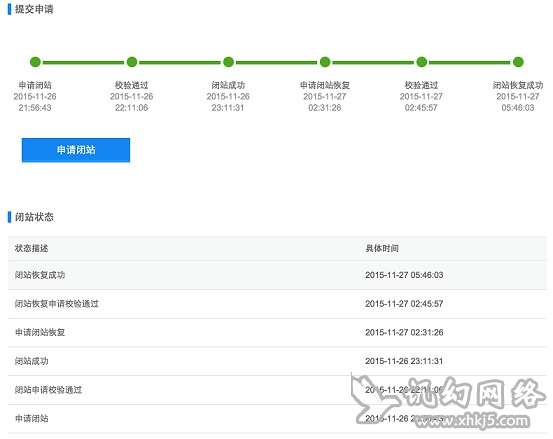 提交申请
申请闭站
2015-11-26
21:56:43
校验通过
2015-11-26
22:11:06
闭站成功
2015-11-26
23:11:31
申请闭站恢复
2015-11-27
02:31:26
校验通过
2015-11-27
02:45:57
闭站恢复成功
2015-11-27
05:46:03
申请闭站
闭站状态
状态描述 具体时间
闭站恢复成功 2015-11-27 05:46:03
闭站恢复申请校验通过 2015-11-27 02:45:57
申请闭站恢复 2015-11-27 02:31:26
闭站成功 2015-11-26 23:11:31
闭站申请校验通过 2015-11-26 22:11:06
申请闭站 2015-11-26 21:56:43
讯幻网络
www.xhkj5.com